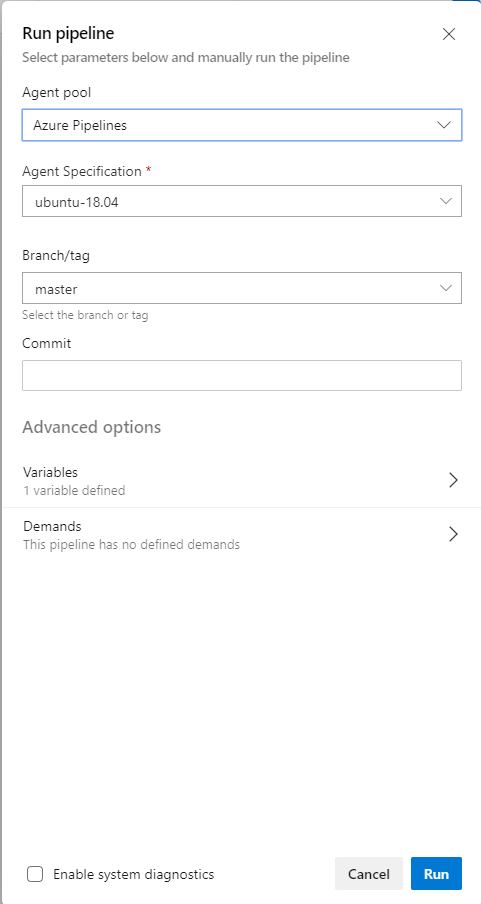 Run pipeline
Select parameters below and manually run the pipeline
Agent pool
Azure Pipelines
Agent Specification *
ubuntu-18.04
Branch/tag
master
Select the branch or tag
Commit
Advanced options
Variables
1 variable defined
Demands
This pipeline has no defined demands
Enable system diagnostics
Cancel
Run